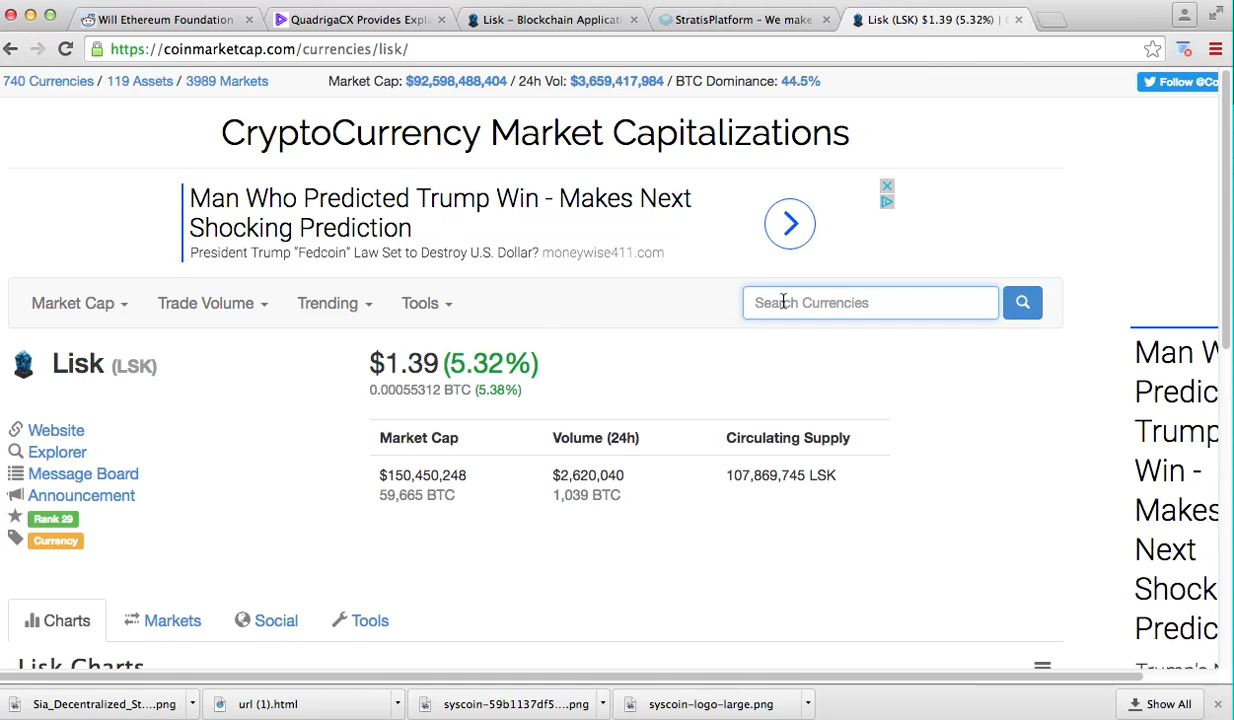 Will Ethereum Foundation
QuadrigaCX Provides Expla
Lisk – Blockchain Applicati
StratisPlatform – We make
Lisk (LSK) $1.39 (5.32%) |
https://coinmarketcap.com/currencies/lisk/
740 Currencies / 119 Assets / 3989 Markets
Market Cap: $92,598,488,404 / 24h Vol: $3,659,417,984 / BTC Dominance: 44.5%
Follow @Co
CryptoCurrency Market Capitalizations
Man Who Predicted Trump Win - Makes Next
Shocking Prediction
President Trump "Fedcoin" Law Set to Destroy U.S. Dollar? moneywise411.com
Market Cap
Trade Volume
Trending
Tools
Search Currencies
Lisk (LSK)
$1.39 (5.32%)
0.00055312 BTC (5.38%)
Website
Explorer
Message Board
Announcement
Rank 29
Currency
Market Cap
Volume (24h)
Circulating Supply
$150,450,248
$2,620,040
107,869,745 LSK
59,665 BTC
1,039 BTC
Man W
Predic
Trump
Win -
Makes
Next
Shock
Predic
Trump's N
Charts
Markets
Social
Tools
Lisk Charts
Sia_Decentralized_St....png
url (1).html
syscoin-59b1137df5....png
syscoin-logo-large.png
Show All